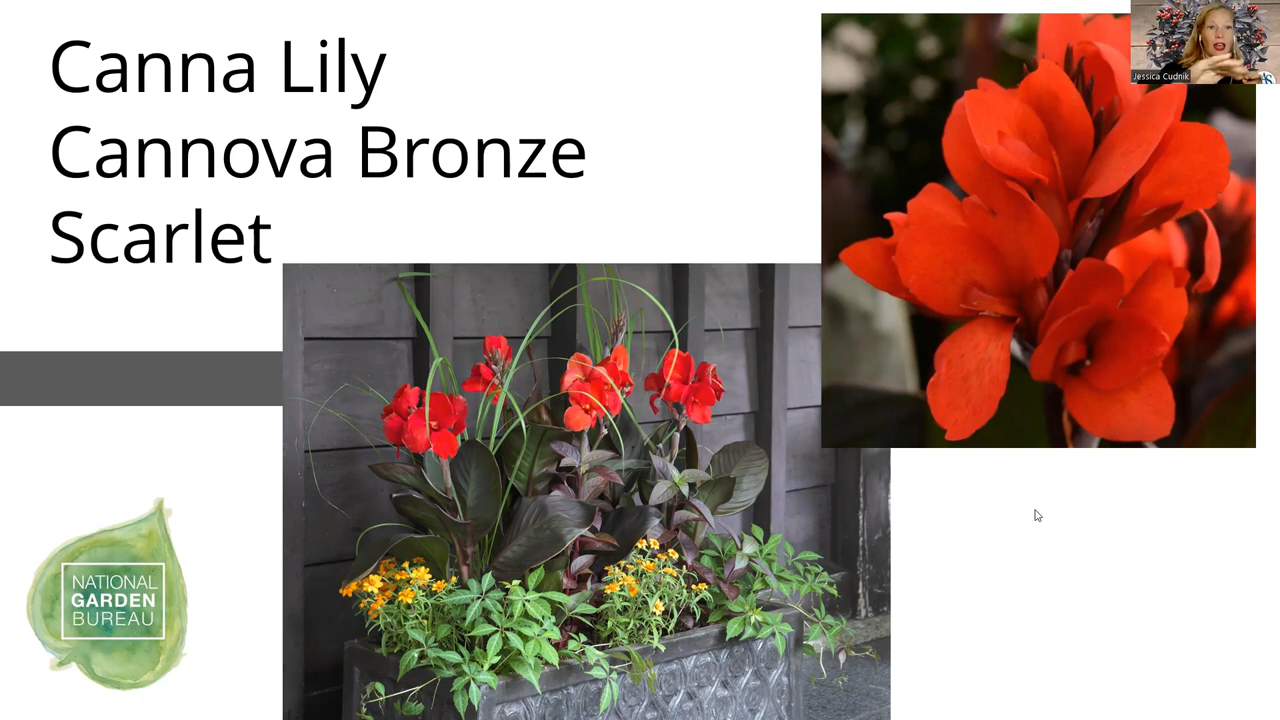 Canna Lily
Cannova Bronze
Scarlet
Jessica Cudnik
NATIONAL
GARDEN
BUREAU